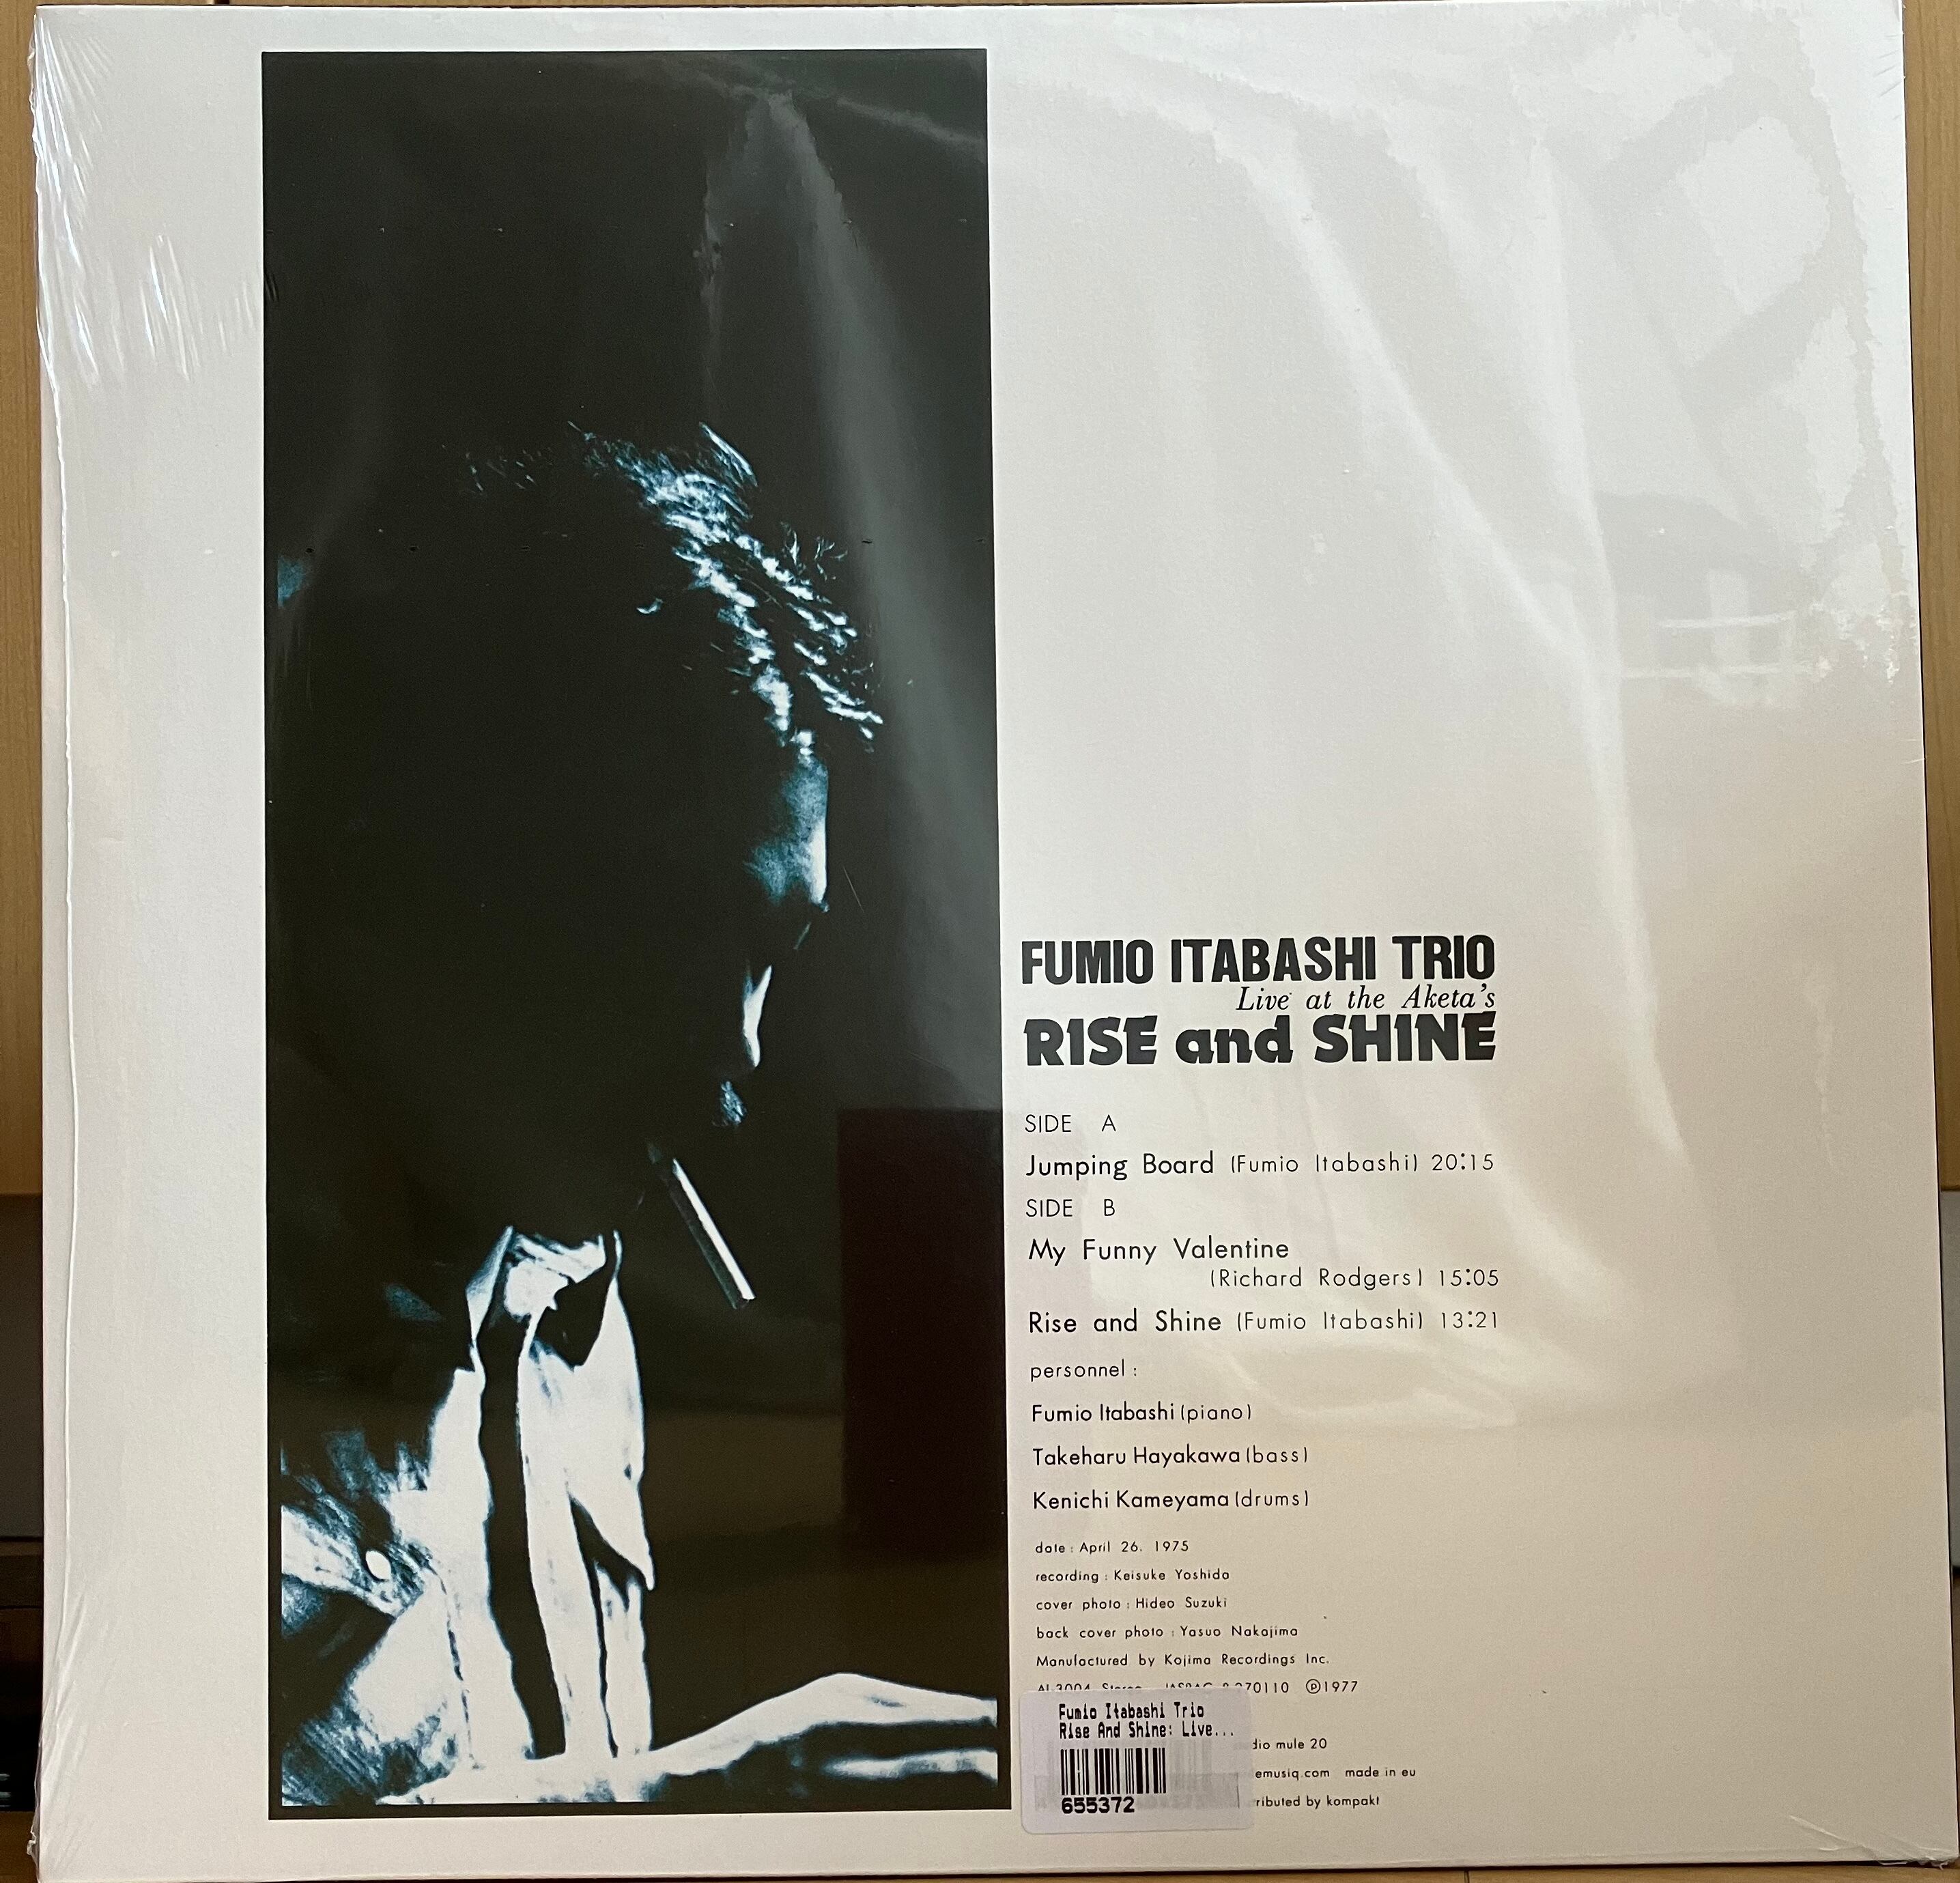 FUMIO ITABASHI TRIO
Live at the Aketa's
RISE and SHINE
SIDE A
Jumping Board (Fumio Itabashi) 20:15
SIDE B
My Funny Valentine
(Richard Rodgers) 15:05
Rise and Shine (Fumio Itabashi) 13:21
personnel :
Fumio Itabashi (piano)
Takeharu Hayakawa (bass)
Kenichi Kameyama (drums)
date : April 26. 1975
recording : Keisuke Yoshida
cover photo : Hideo Suzuki
back cover photo : Yasuo Nakajima
Manufactured by Kojima Recordings Inc.
℗1977
Fumio Itabashi Trio
Rise And Shine: Live...
655372
mule 20
made in eu
by kompakt